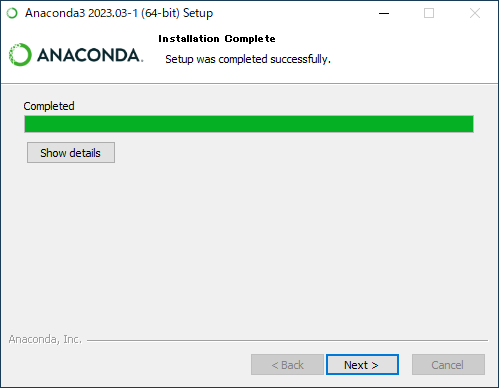 Anaconda3 2023.03-1 (64-bit) Setup
ANACONDA.
Installation Complete
Setup was completed successfully.
Completed
Show details
Anaconda, Inc.
< Back
Next >
Cancel